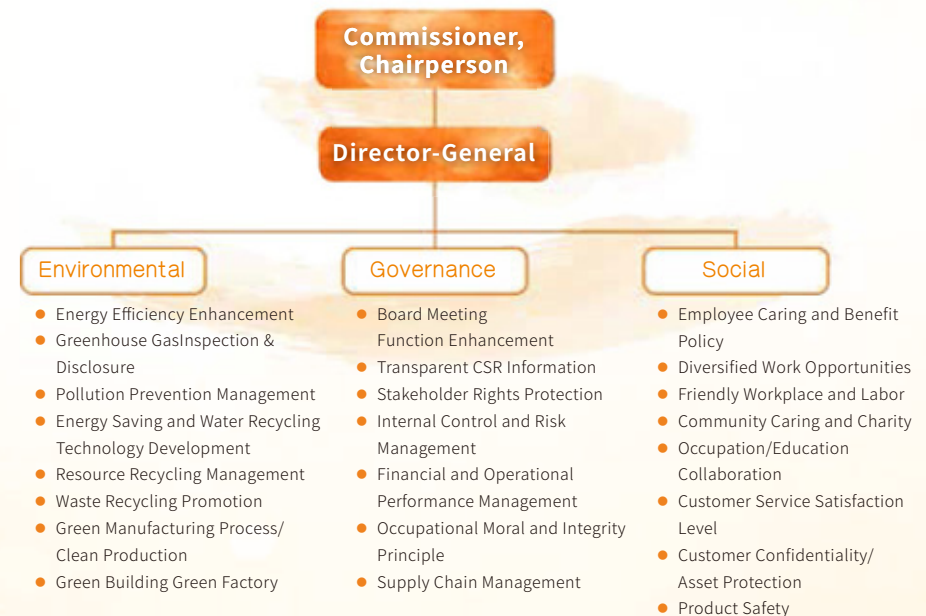 Commissioner,
Chairperson
Director-General
Environmental
Energy Efficiency Enhancement
Greenhouse GasInspection &
Disclosure
Pollution Prevention Management
Energy Saving and Water Recycling
Technology Development
Resource Recycling Management
Waste Recycling Promotion
Green Manufacturing Process/
Clean Production
Green Building Green Factory
Governance
Board Meeting
Function Enhancement
Transparent CSR Information
Stakeholder Rights Protection
Internal Control and Risk
Management
Financial and Operational
Performance Management
Occupational Moral and Integrity
Principle
Supply Chain Management
Social
Employee Caring and Benefit
Policy
Diversified Work Opportunities
Friendly Workplace and Labor
Community Caring and Charity
Occupation/Education
Collaboration
Customer Service Satisfaction
Level
Customer Confidentiality/
Asset Protection
Product Safety